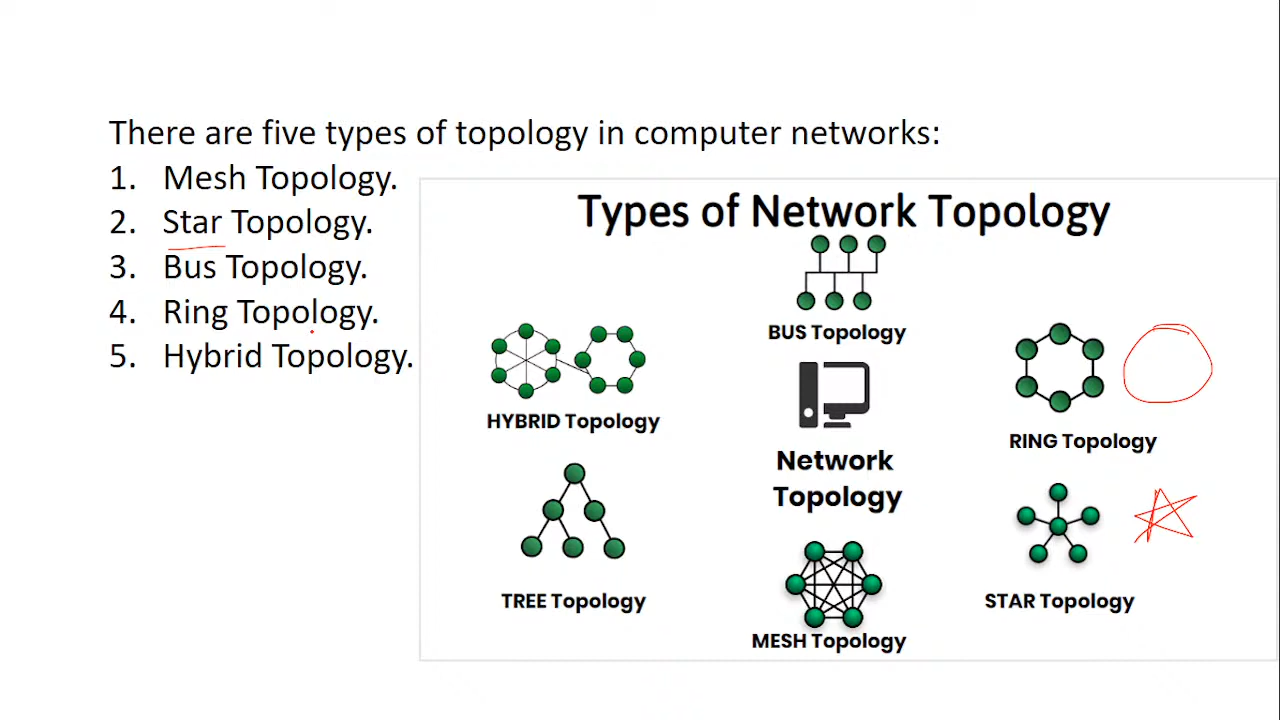 There are five types of topology in computer networks:
1. Mesh Topology.
2. Star Topology.
3. Bus Topology.
4. Ring Topology.
5. Hybrid Topology.
Types of Network Topology
BUS Topology
HYBRID Topology
RING Topology
Network
Topology
TREE Topology
STAR Topology
MESH Topology